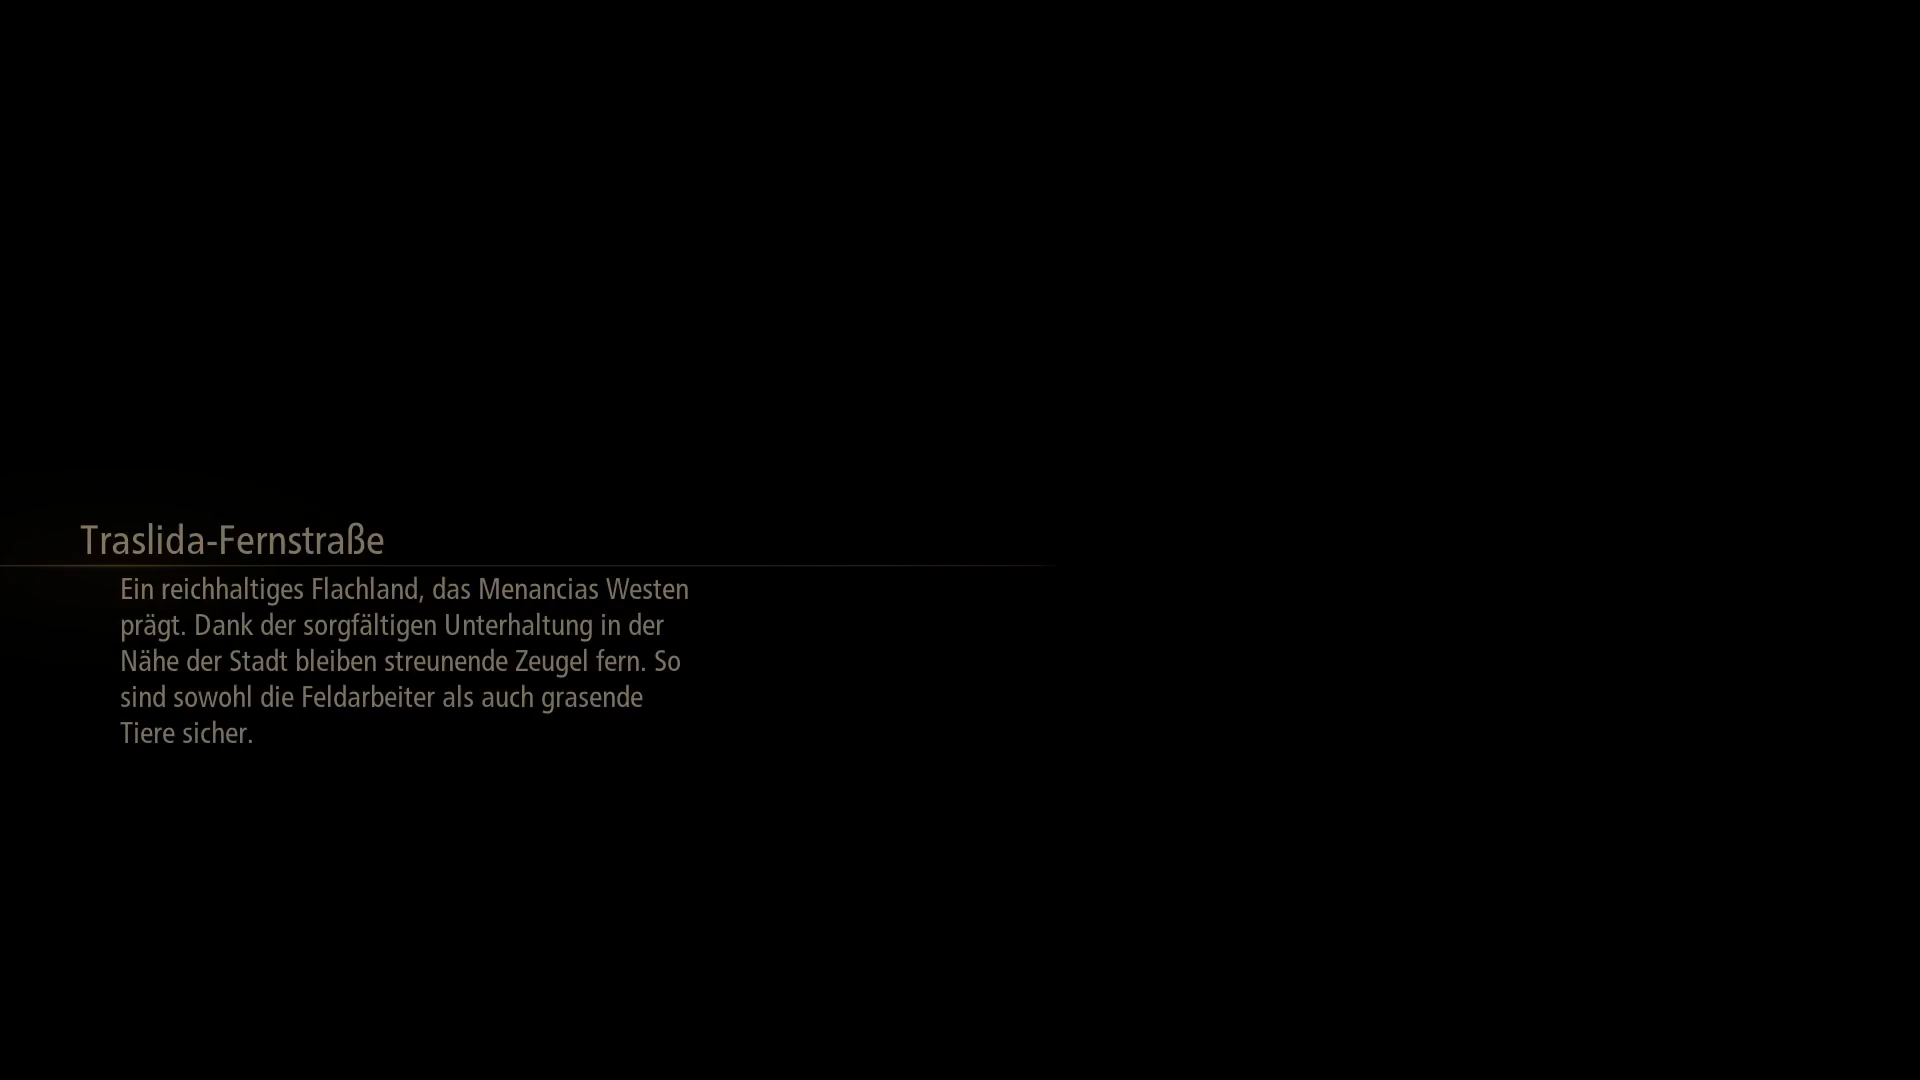 Traslida-Fernstraße
Ein reichhaltiges Flachland, das Menancias Westen
prägt. Dank der sorgfältigen Unterhaltung in der
Nähe der Stadt bleiben streunende Zeugel fern. So
sind sowohl die Feldarbeiter als auch grasende
Tiere sicher.